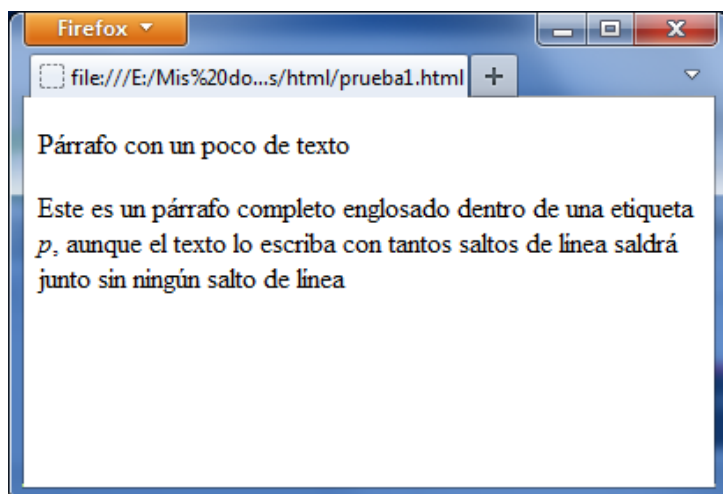 Firefox
file:///E:/Mis%20do...s/html/prueba1.html
Párrafo con un poco de texto
Este es un párrafo completo englosado dentro de una etiqueta
p, aunque el texto lo escriba con tantos saltos de línea saldrá
junto sin ningún salto de línea